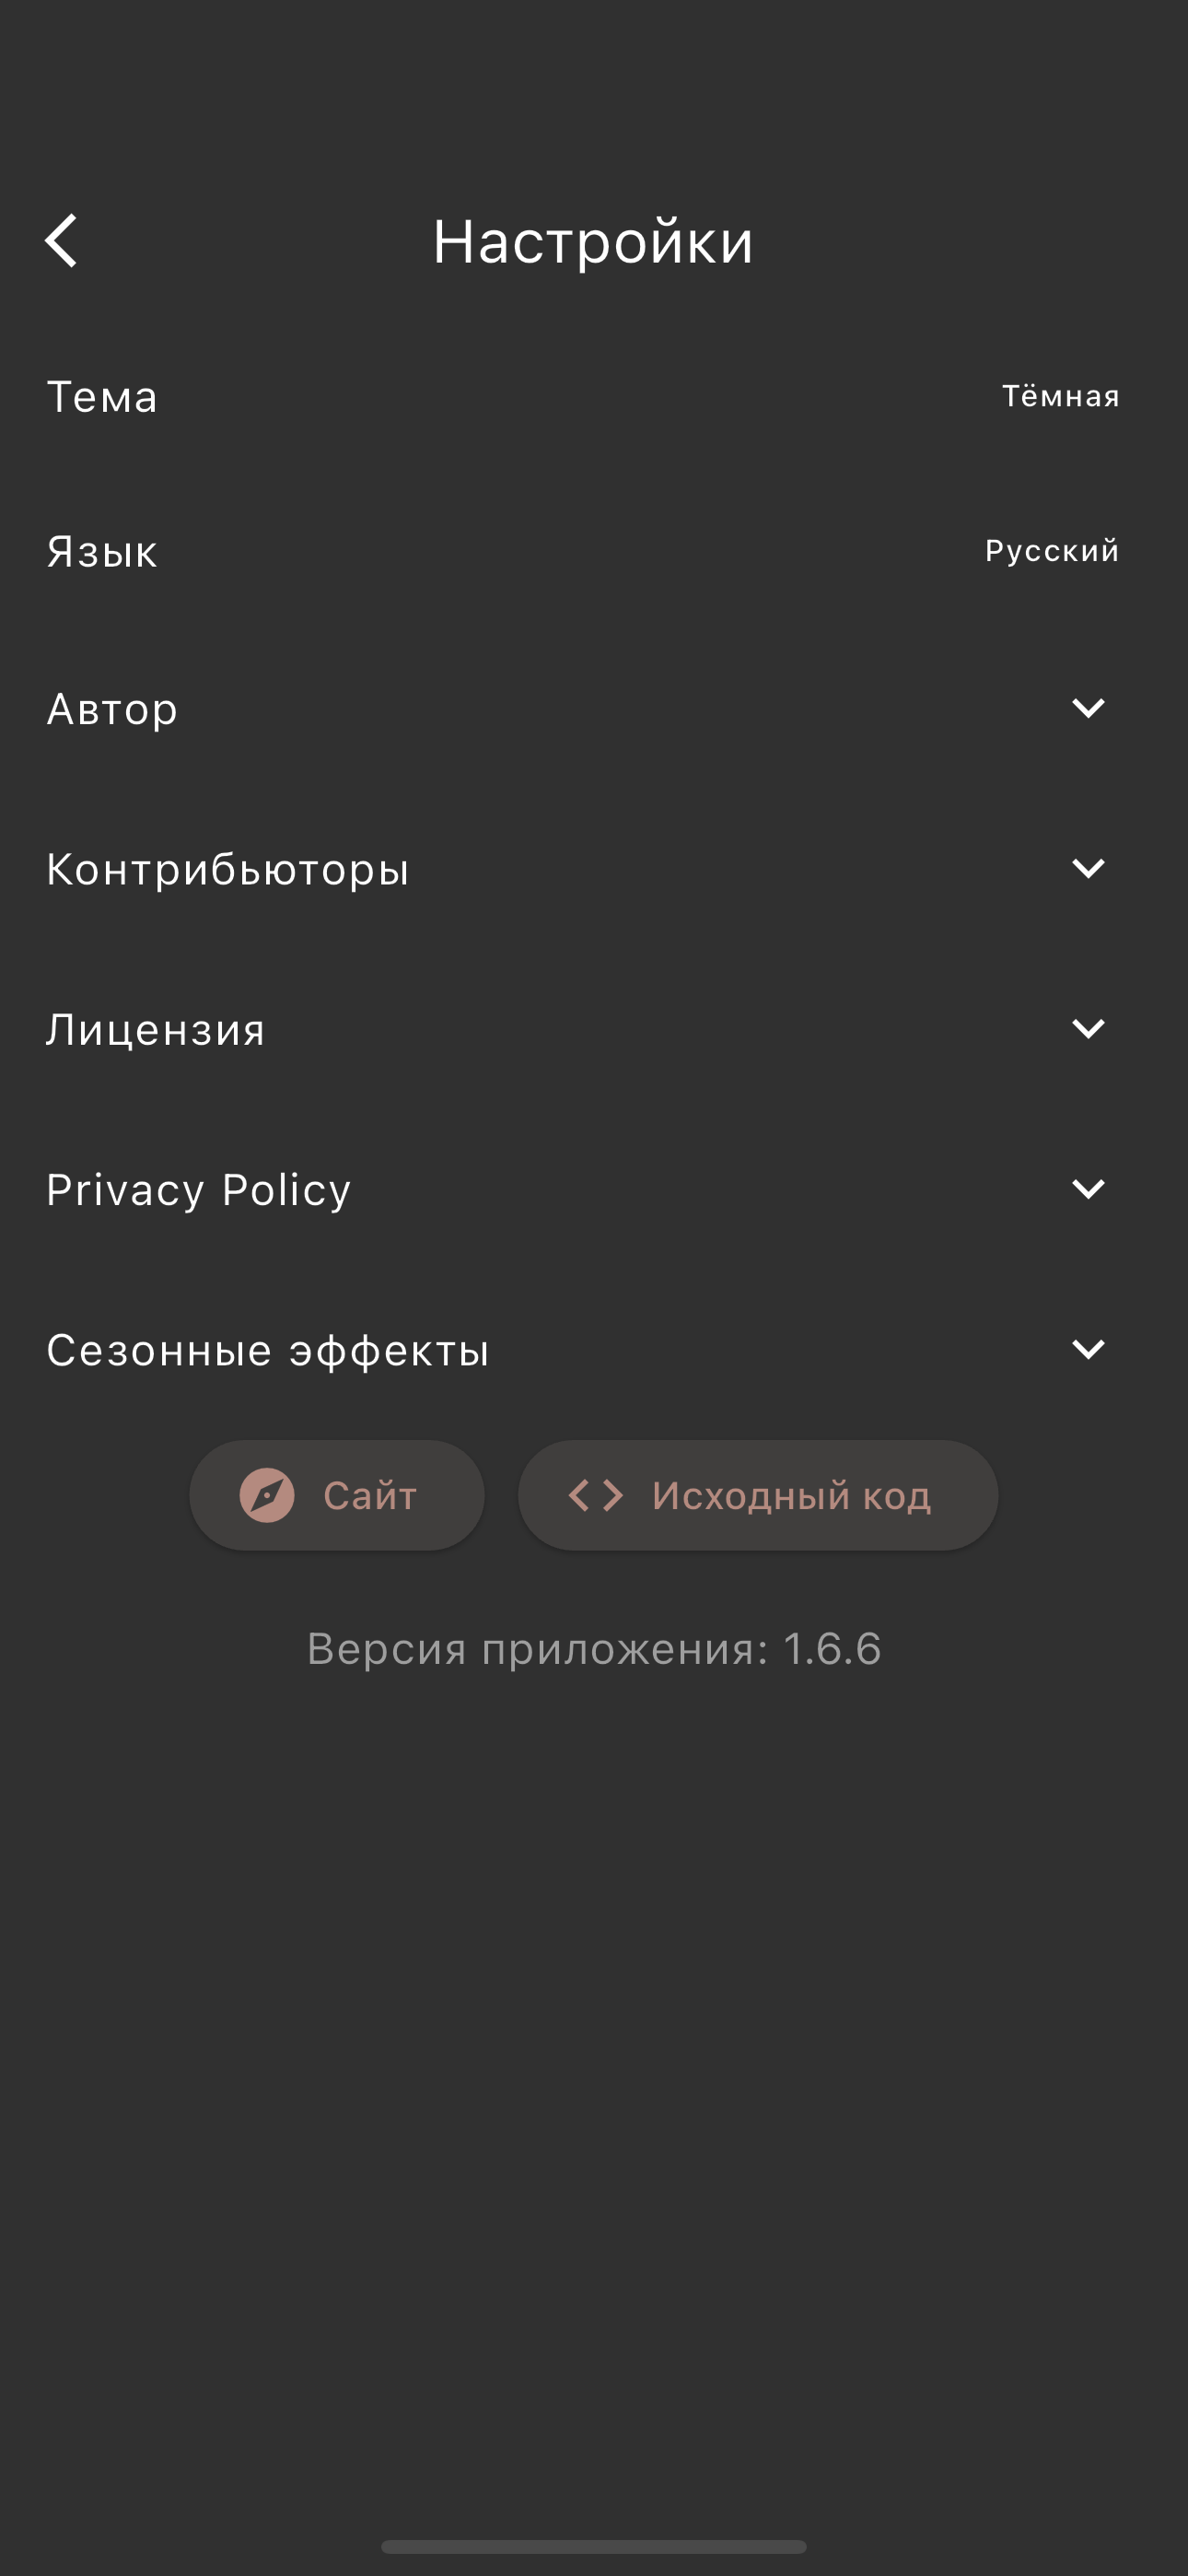 Настройки
Тема Тёмная
Язык Русский
Автор
Контрибьюторы
Лицензия
Privacy Policy
Сезонные эффекты
Сайт Исходный код
Версия приложения: 1.6.6